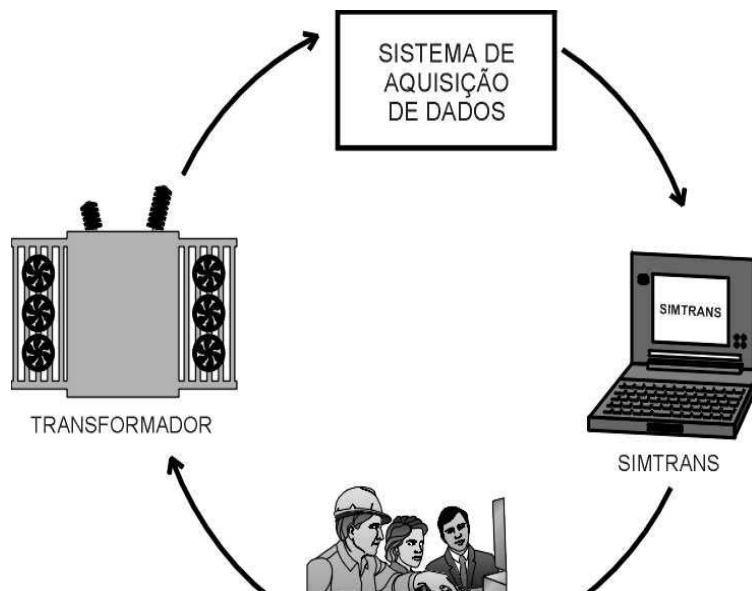 SISTEMA DE
AQUISIÇÃO
DE DADOS
SIMTRANS
TRANSFORMADOR
SIMTRANS